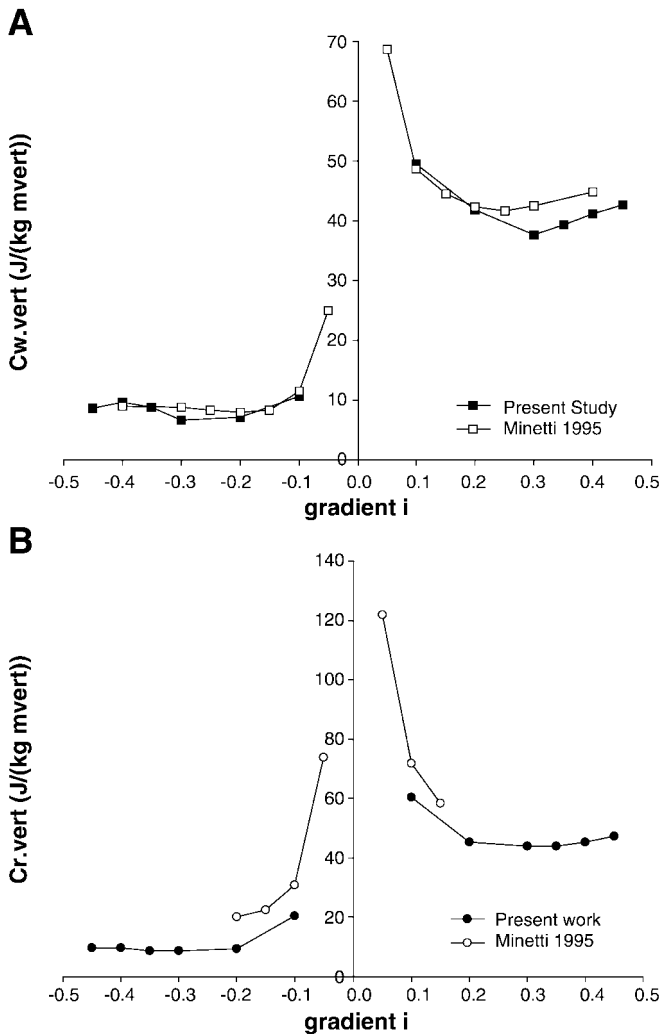 A
Cw.vert (J/(kg mvert))
70
60
50
40
30
20
10
0
Present Study
Minetti 1995
-0.5 -0.4 -0.3 -0.2 -0.1 0.0 0.1 0.2 0.3 0.4 0.5
gradient i
B
Cr.vert (J/(kg mvert))
140
120
100
80
60
40
20
0
Present work
Minetti 1995
-0.5 -0.4 -0.3 -0.2 -0.1 0.0 0.1 0.2 0.3 0.4 0.5
gradient i